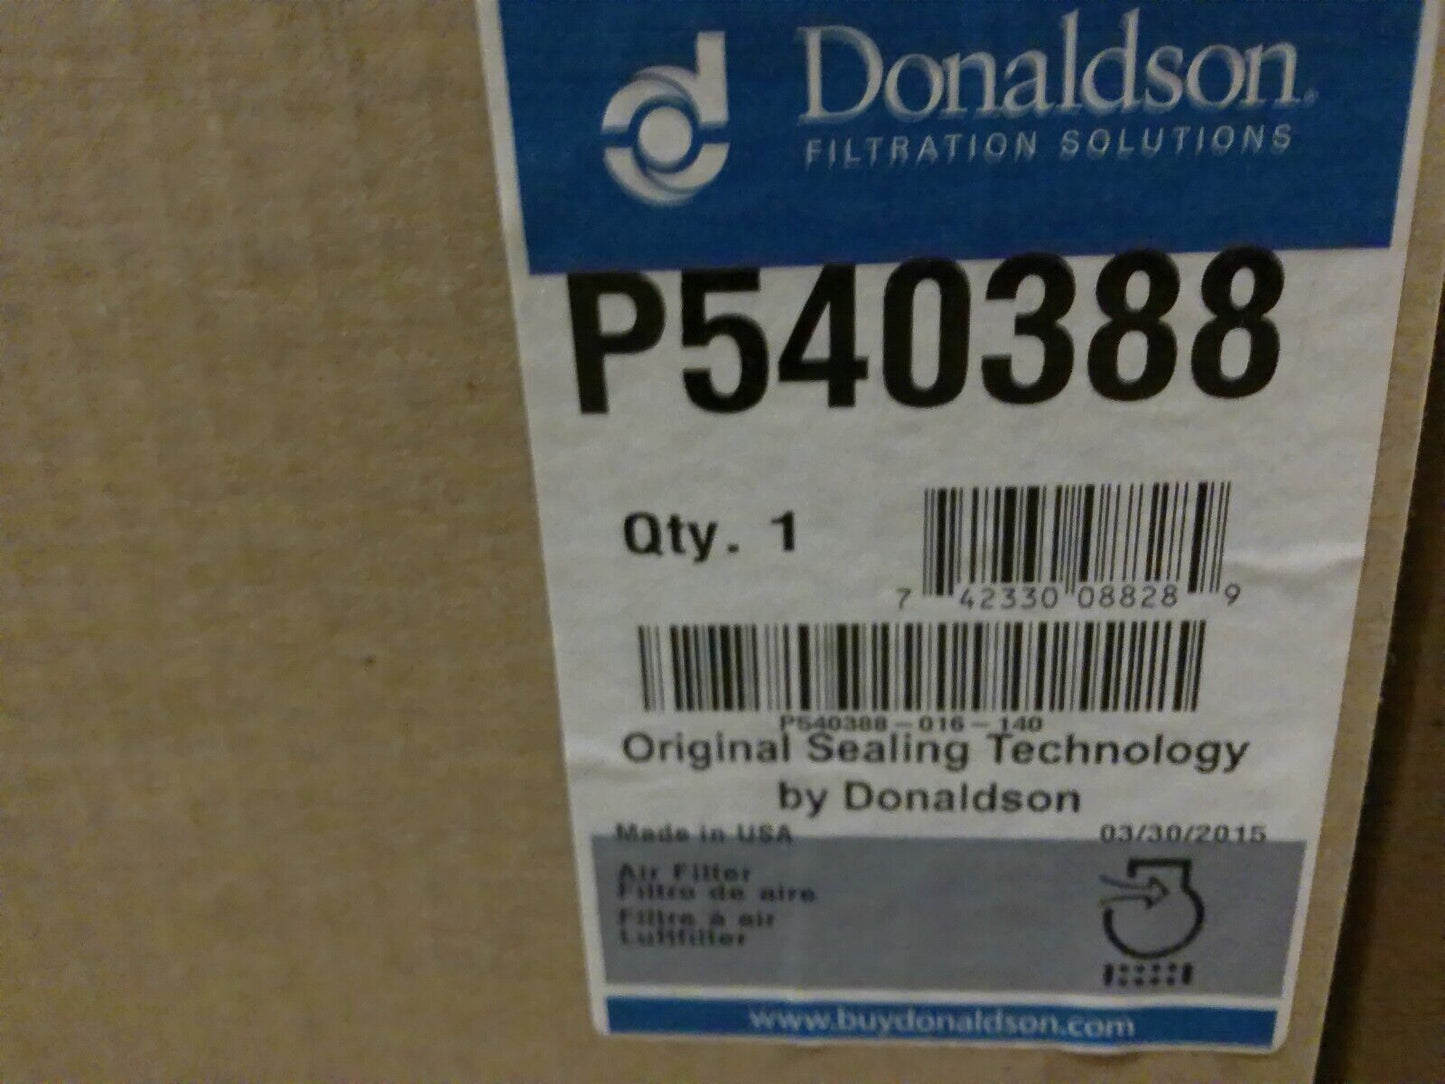 Donaldson®
FILTRATION SOLUTIONS
P540388
Qty. 1
7 42330 08828 9
P540388-016-140
Original Sealing Technology
by Donaldson
Made in USA 03/30/2015
Air Filter
Filtro de aire
Filtre à air
Luftfilter
www.buydonaldson.com